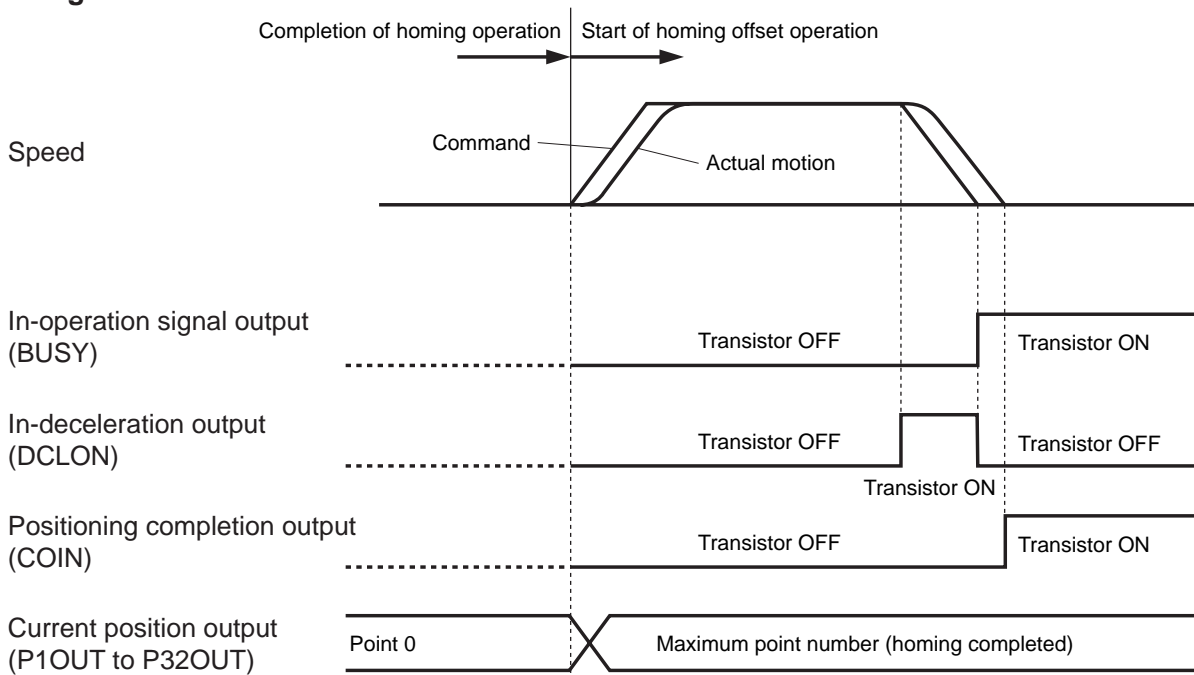 Completion of homing operation
Start of homing offset operation
Speed
Command
Actual motion
In-operation signal output
(BUSY)
Transistor OFF
Transistor ON
In-deceleration output
(DCLON)
Transistor OFF
Transistor OFF
Transistor ON
Positioning completion output
(COIN)
Transistor OFF
Transistor ON
Current position output
(P1OUT to P32OUT)
Point 0
Maximum point number (homing completed)